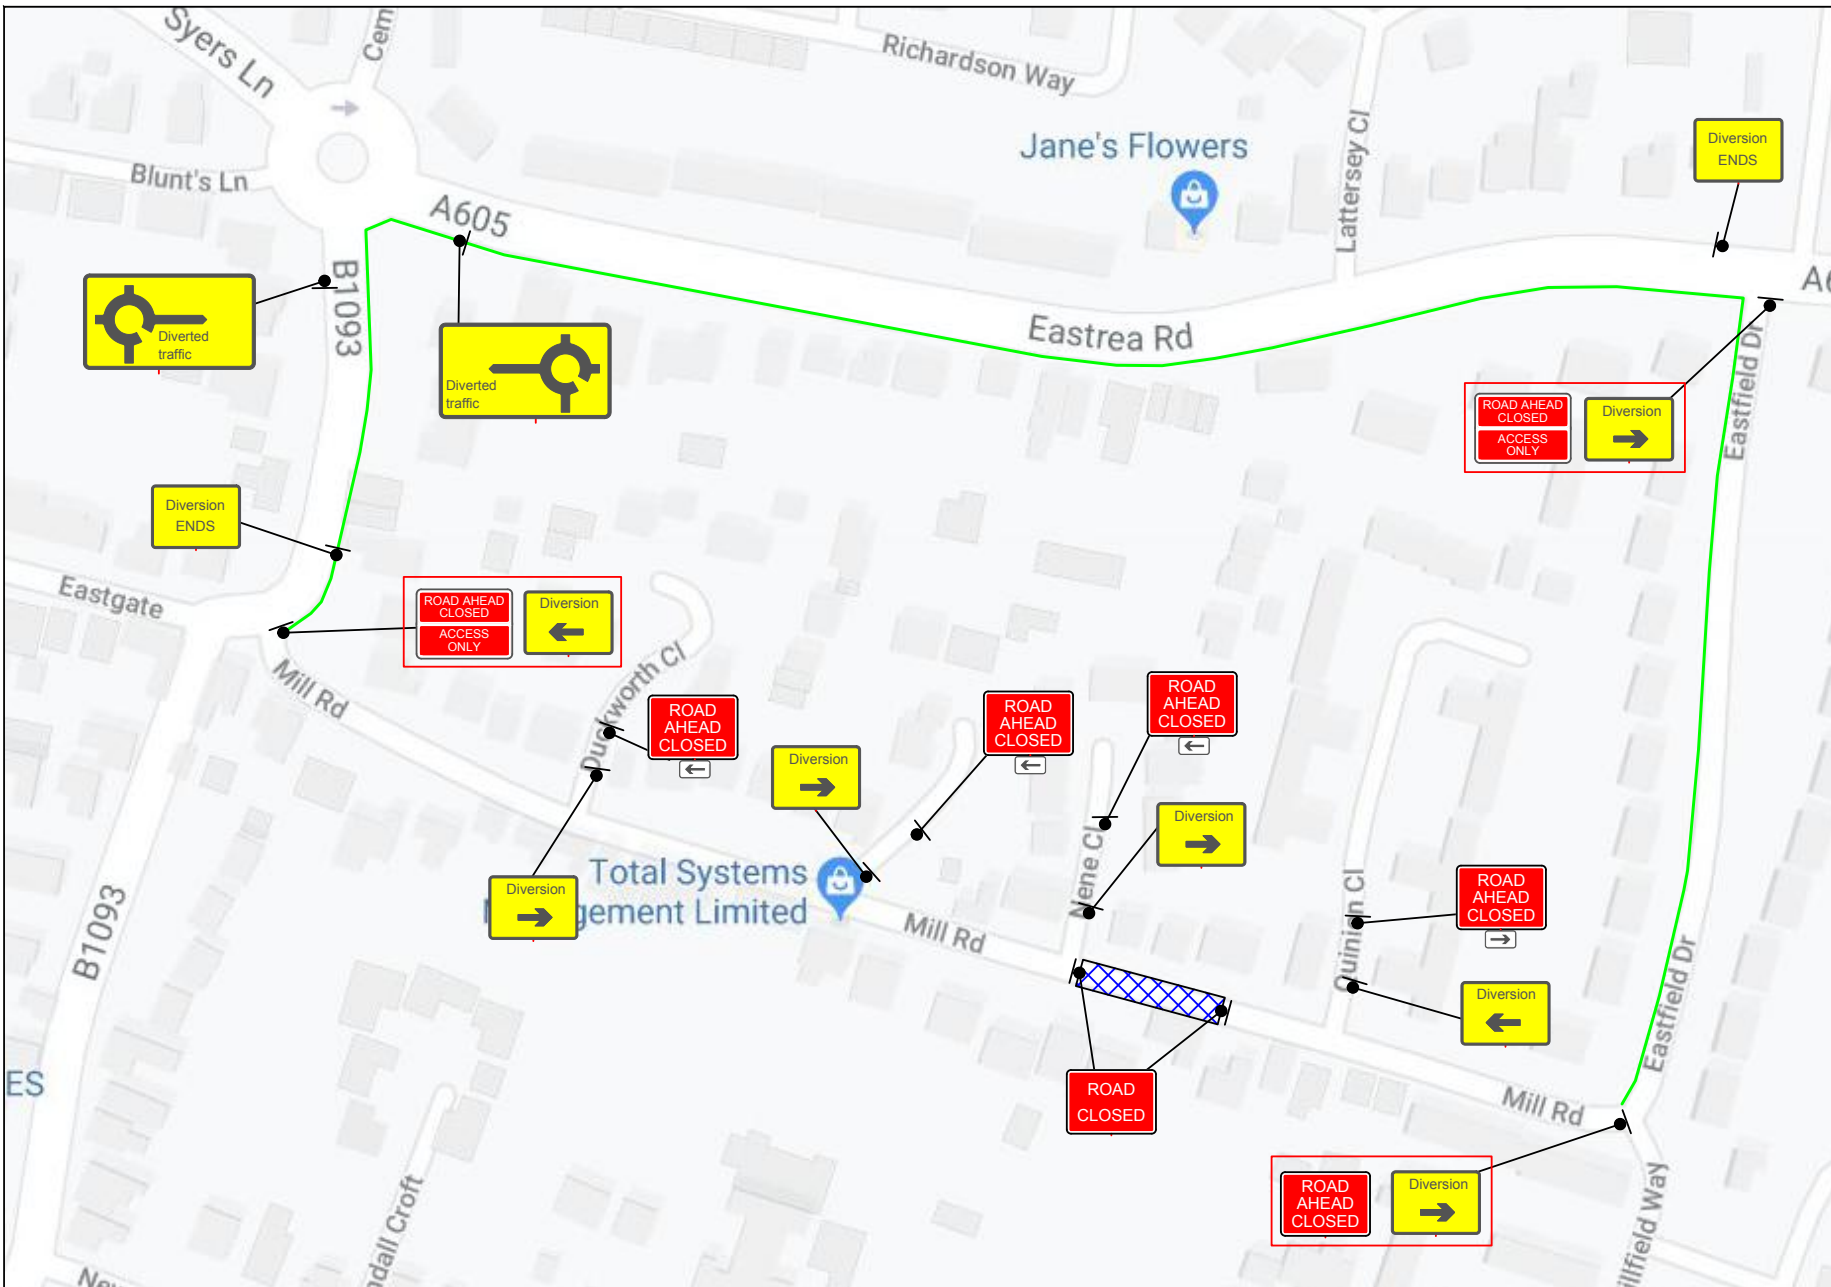 Syers Ln
Cem
Richardson Way
Blunt's Ln
Jane's Flowers
Lattersey Cl
Diversion
ENDS
A605
B1093
Diverted
traffic
Diverted
traffic
Eastrea Rd
Eastfield Dr
ROAD AHEAD
CLOSED
ACCESS
ONLY
Diversion
Diversion
ENDS
Eastgate
ROAD AHEAD
CLOSED
ACCESS
ONLY
Diversion
Mill Rd
Duckworth Cl
ROAD
AHEAD
CLOSED
Diversion
ROAD
AHEAD
CLOSED
ROAD
AHEAD
CLOSED
Diversion
Nene Cl
Total Systems
gement Limited
Diversion
B1093
Mill Rd
Quinion Cl
ROAD
AHEAD
CLOSED
Diversion
Eastfield Dr
ES
ROAD
CLOSED
Mill Rd
ROAD
AHEAD
CLOSED
Diversion
ndall Croft
llfield Way